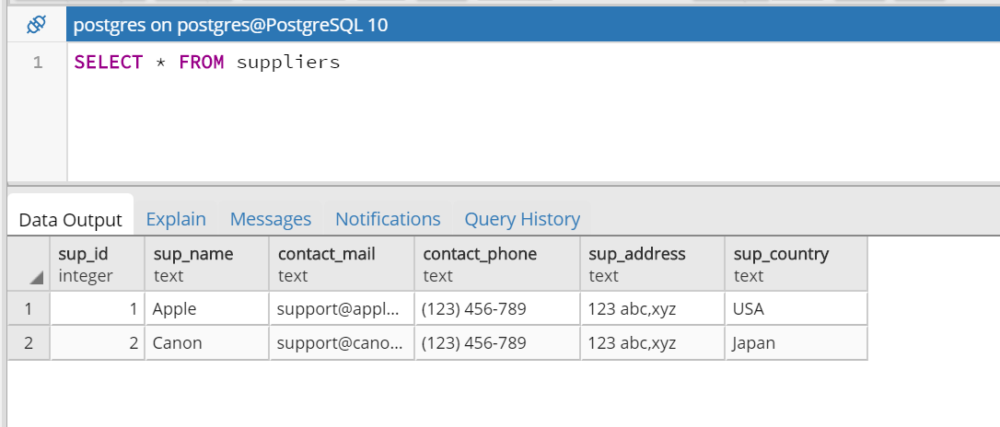 postgres on postgres@PostgreSQL 10
1 SELECT * FROM suppliers
Data Output Explain Messages Notifications Query History
sup_id sup_name contact_mail contact_phone sup_address sup_country
integer text text text text text
1 1 Apple support@appl... (123) 456-789 123 abc,xyz USA
2 2 Canon support@cano... (123) 456-789 123 abc,xyz Japan